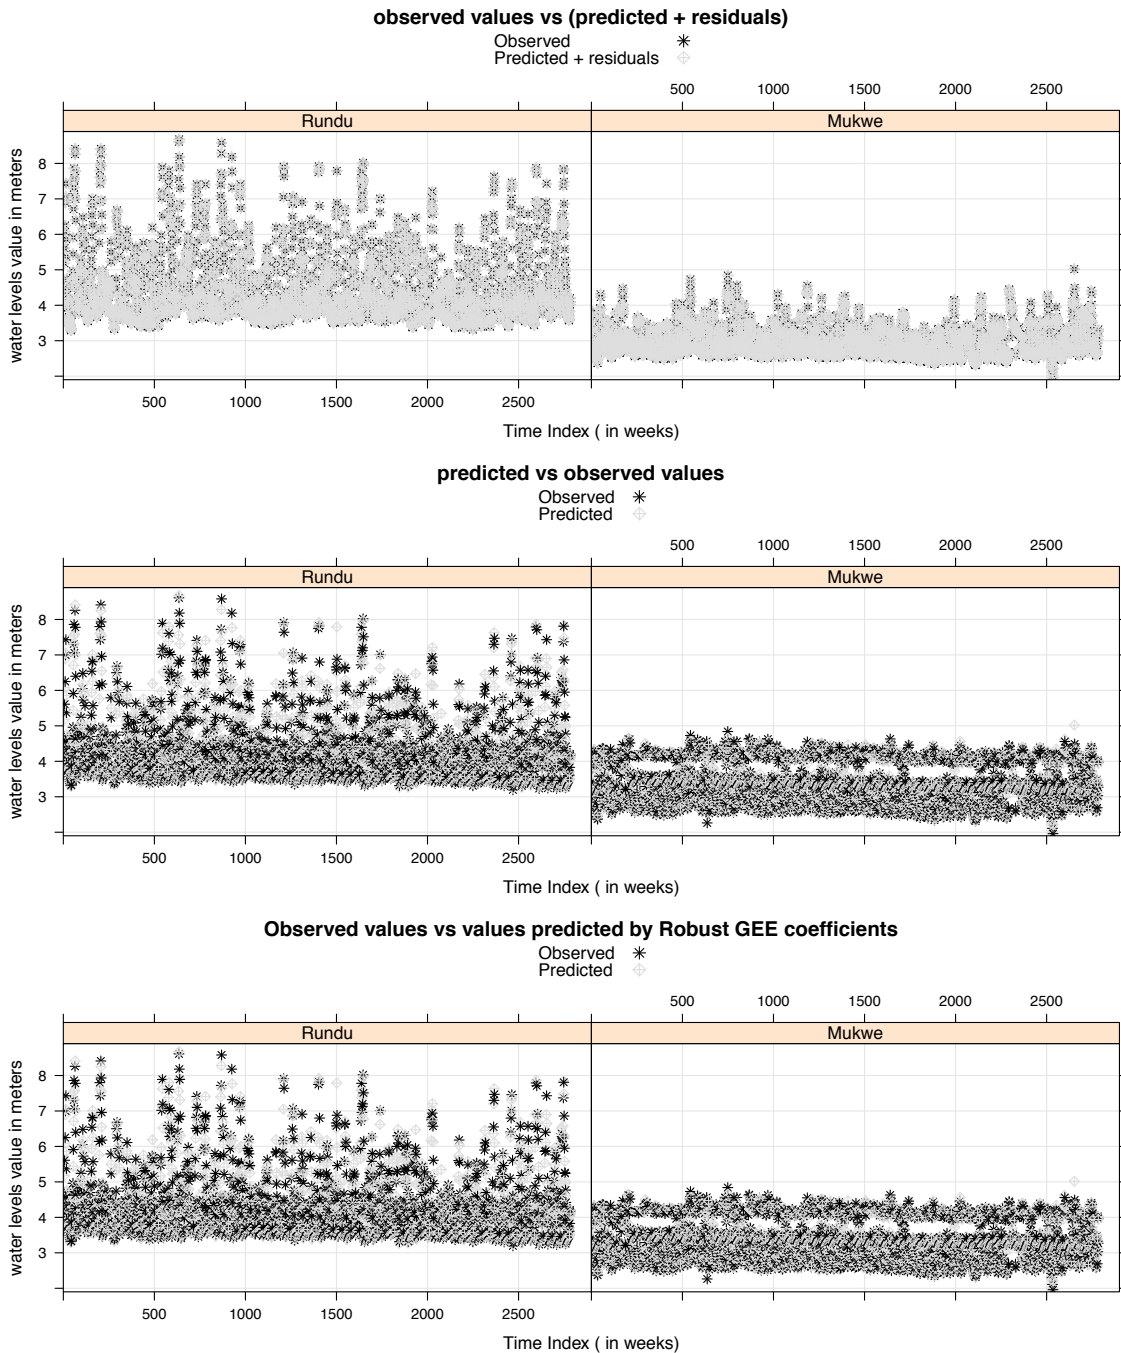 observed values vs (predicted + residuals)
Observed
Predicted + residuals
500 1000 1500 2000 2500
Rundu Mukwe
water levels value in meters
8
7
6
5
4
3
500 1000 1500 2000 2500
Time Index ( in weeks)
predicted vs observed values
Observed
Predicted
500 1000 1500 2000 2500
Rundu Mukwe
water levels value in meters
8
7
6
5
4
3
500 1000 1500 2000 2500
Time Index ( in weeks)
Observed values vs values predicted by Robust GEE coefficients
Observed
Predicted
500 1000 1500 2000 2500
Rundu Mukwe
water levels value in meters
8
7
6
5
4
3
500 1000 1500 2000 2500
Time Index ( in weeks)